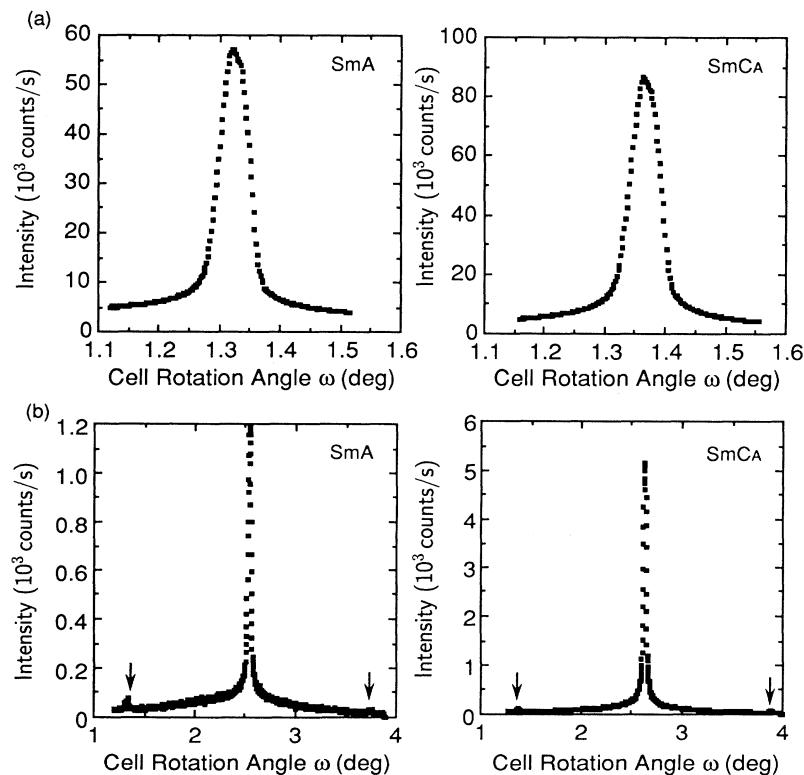 (a)
60
50
40
30
20
10
0
1.1 1.2 1.3 1.4 1.5 1.6
Intensity (10³ counts/s)
Cell Rotation Angle ω (deg)
SmA
100
80
60
40
20
0
1.1 1.2 1.3 1.4 1.5 1.6
Intensity (10³ counts/s)
Cell Rotation Angle ω (deg)
SmCA
(b)
1.2
1.0
0.8
0.6
0.4
0.2
0
1 2 3 4
Intensity (10³ counts/s)
Cell Rotation Angle ω (deg)
SmA
6
5
4
3
2
1
0
1 2 3 4
Intensity (10³ counts/s)
Cell Rotation Angle ω (deg)
SmCA